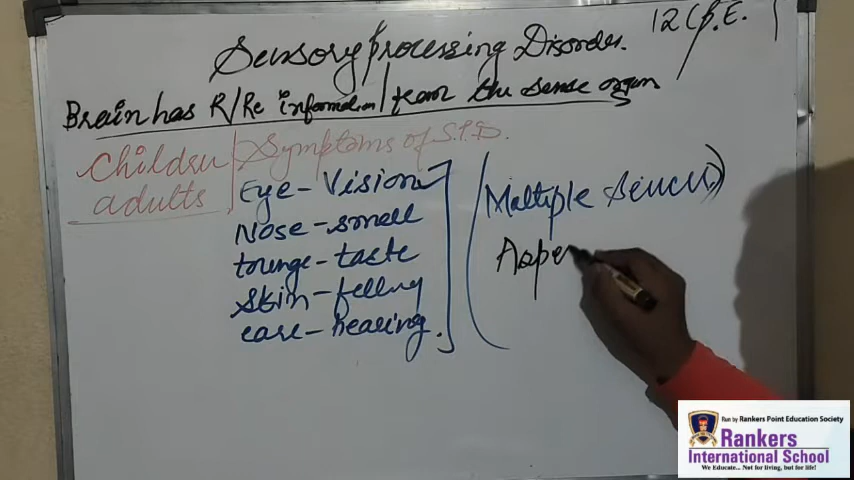 12 (P.E.
Sensory processing Disorder.
Brain has R/Re information / from the sense organ
Children
adults
Symptoms of S.P.D.
Eye - Vision
Nose - smell
tounge - taste
skin - felling
ears - hearing.
(Multiple
Aspe
Run by Rankers Point Education Society
Rankers
International School
We Educate... Not for living, but for life!